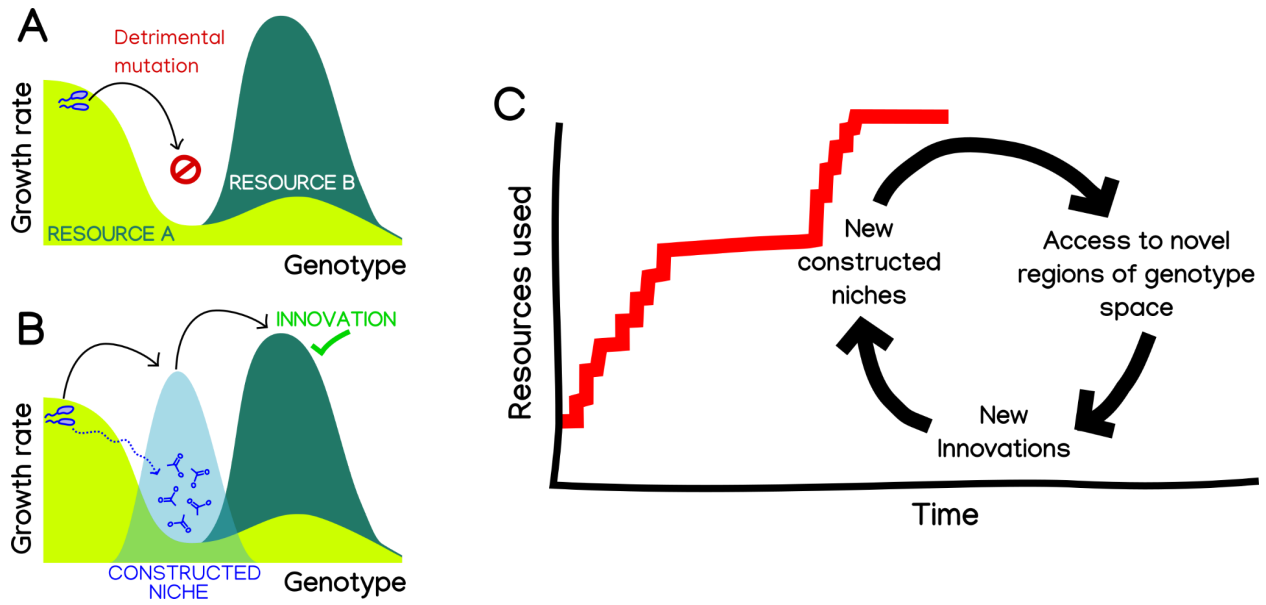 A
Detrimental
mutation
Growth rate
RESOURCE B
RESOURCE A
Genotype
B
INNOVATION
Growth rate
CONSTRUCTED
NICHE
Genotype
C
Resources used
New
constructed
niches
Access to novel
regions of genotype
space
New
Innovations
Time